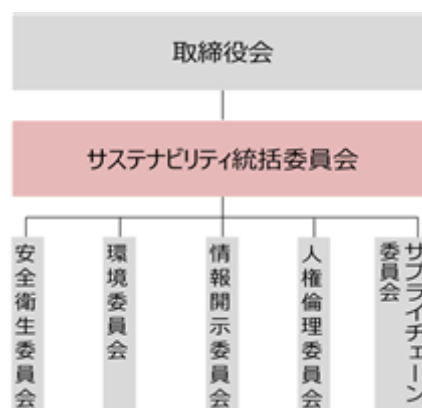 取締役会
サステナビリティ統括委員会
安全衛生委員会
環境委員会
情報開示委員会
人権倫理委員会
サプライチェーン
委員会